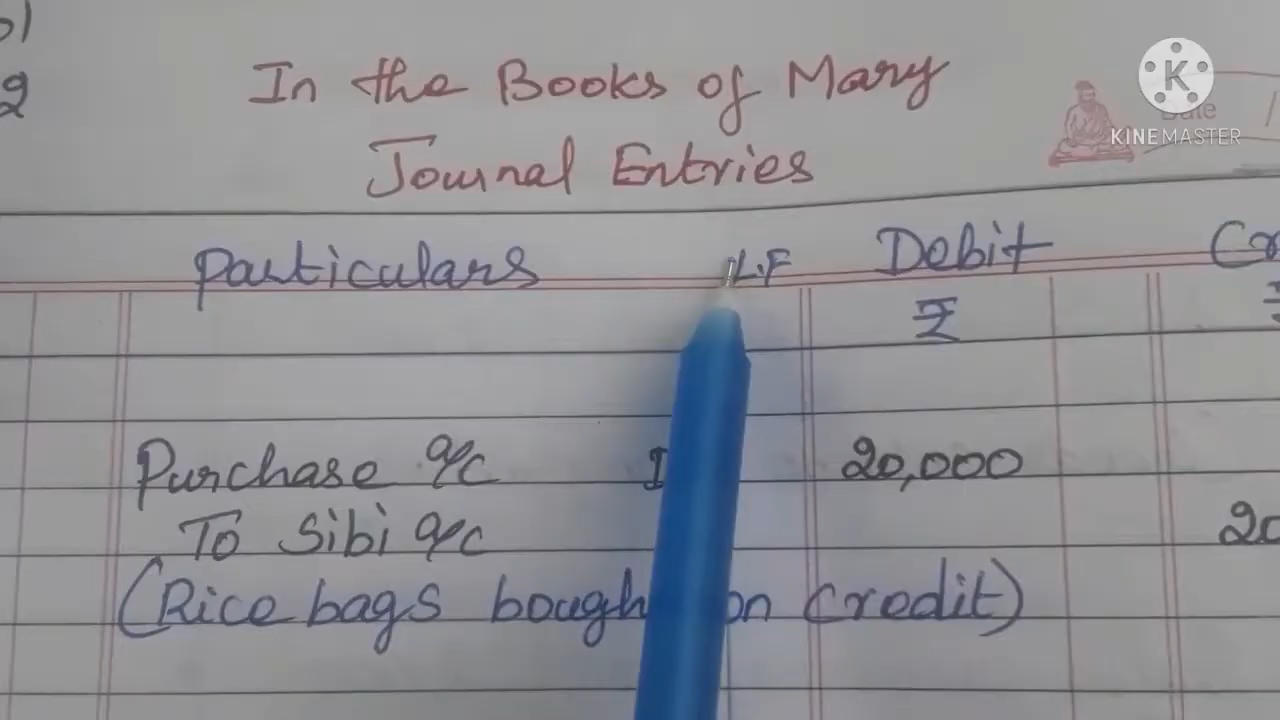 In the Books of Mary
Journal Entries
Particulars L.F Debit
₹
Purchase a/c 20,000
To Sibi a/c
(Rice bags on credit)
KINEMASTER